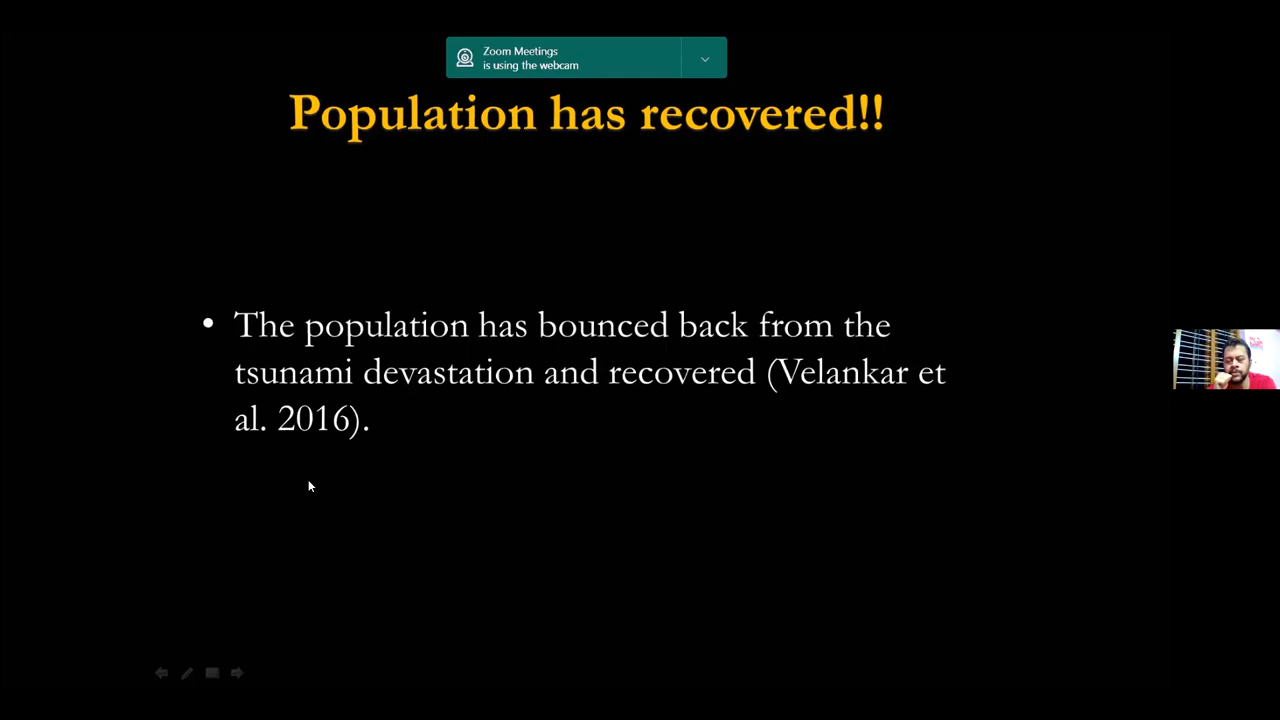 Zoom Meetings
is using the webcam
Population has recovered!!
• The population has bounced back from the
tsunami devastation and recovered (Velankar et
al. 2016).